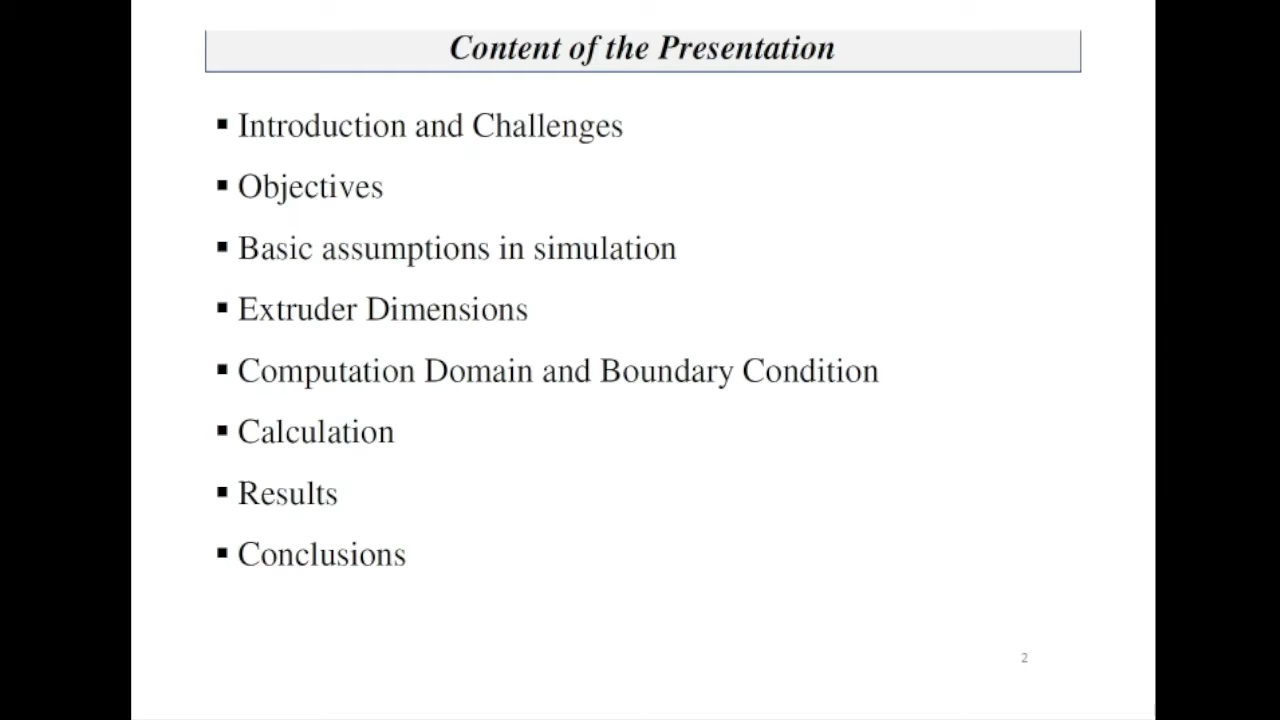 Content of the Presentation
▪ Introduction and Challenges
▪ Objectives
▪ Basic assumptions in simulation
▪ Extruder Dimensions
▪ Computation Domain and Boundary Condition
▪ Calculation
▪ Results
▪ Conclusions
2